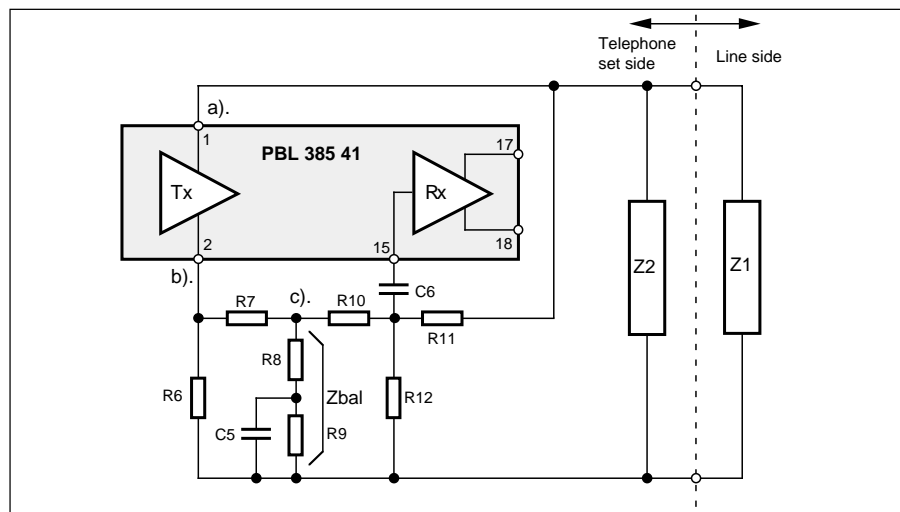 Telephone
set side
Line side
a).
1
PBL 385 41
17
Tx
Rx
2
15
18
b).
Z2
Z1
C6
R7
c).
R10
R11
R8
R6
Zbal
R12
C5
R9